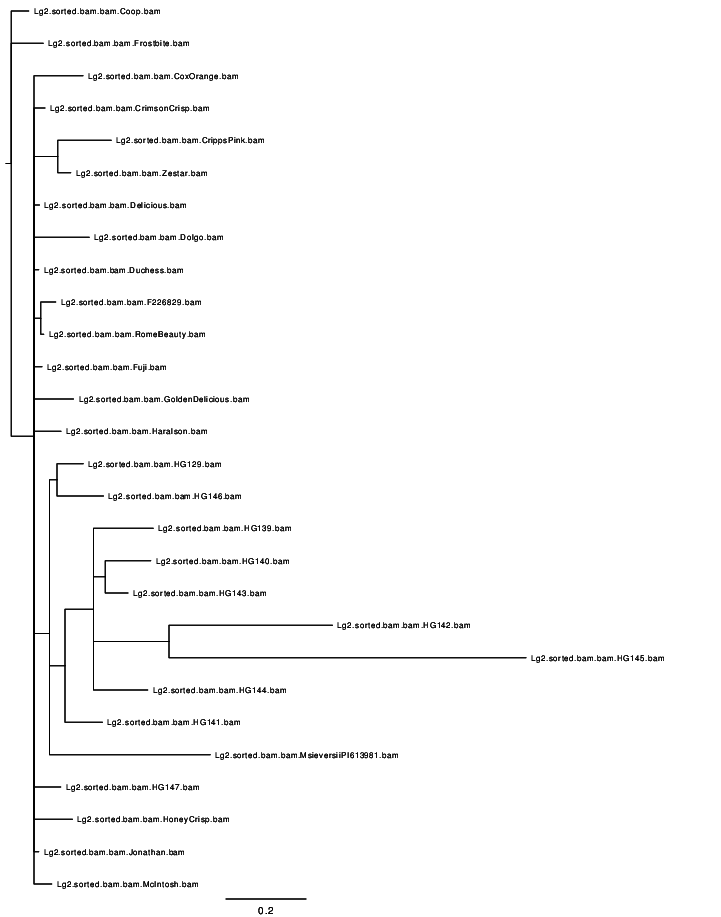 Lg2.sorted.bam.bam.Coop.bam
Lg2.sorted.bam.bam.Frostbite.bam
Lg2.sorted.bam.bam.CoxOrange.bam
Lg2.sorted.bam.bam.CrimsonCrisp.bam
Lg2.sorted.bam.bam.CrippsPink.bam
Lg2.sorted.bam.bam.Zestar.bam
Lg2.sorted.bam.bam.Delicious.bam
Lg2.sorted.bam.bam.Dolgo.bam
Lg2.sorted.bam.bam.Duchess.bam
Lg2.sorted.bam.bam.F226829.bam
Lg2.sorted.bam.bam.RomeBeauty.bam
Lg2.sorted.bam.bam.Fuji.bam
Lg2.sorted.bam.bam.GoldenDelicious.bam
Lg2.sorted.bam.bam.Haralson.bam
Lg2.sorted.bam.bam.HG129.bam
Lg2.sorted.bam.bam.HG146.bam
Lg2.sorted.bam.bam.HG139.bam
Lg2.sorted.bam.bam.HG140.bam
Lg2.sorted.bam.bam.HG143.bam
Lg2.sorted.bam.bam.HG142.bam
Lg2.sorted.bam.bam.HG145.bam
Lg2.sorted.bam.bam.HG144.bam
Lg2.sorted.bam.bam.HG141.bam
Lg2.sorted.bam.bam.MsieversiiPI613981.bam
Lg2.sorted.bam.bam.HG147.bam
Lg2.sorted.bam.bam.HoneyCrisp.bam
Lg2.sorted.bam.bam.Jonathan.bam
Lg2.sorted.bam.bam.McIntosh.bam
0.2